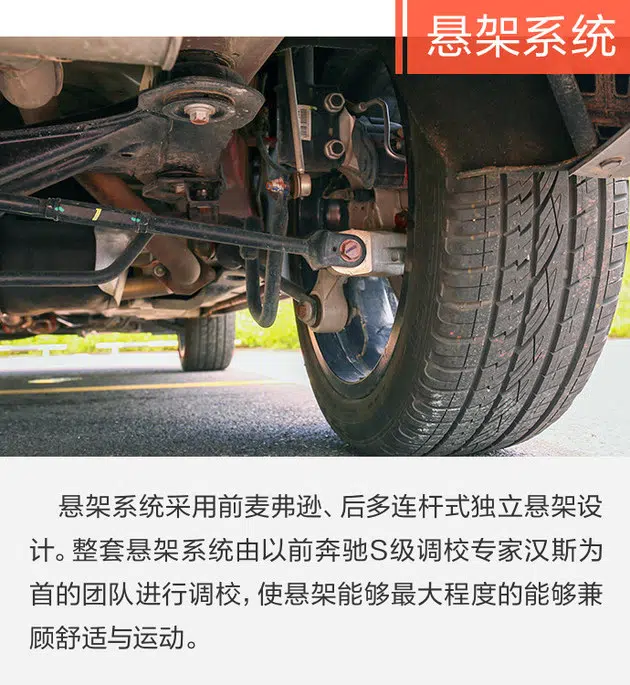 悬架系统
悬架系统采用前麦弗逊、后多连杆式独立悬架设
计。整套悬架系统由以前奔驰S级调校专家汉斯为
首的团队进行调校，使悬架能够最大程度的能够兼
顾舒适与运动。